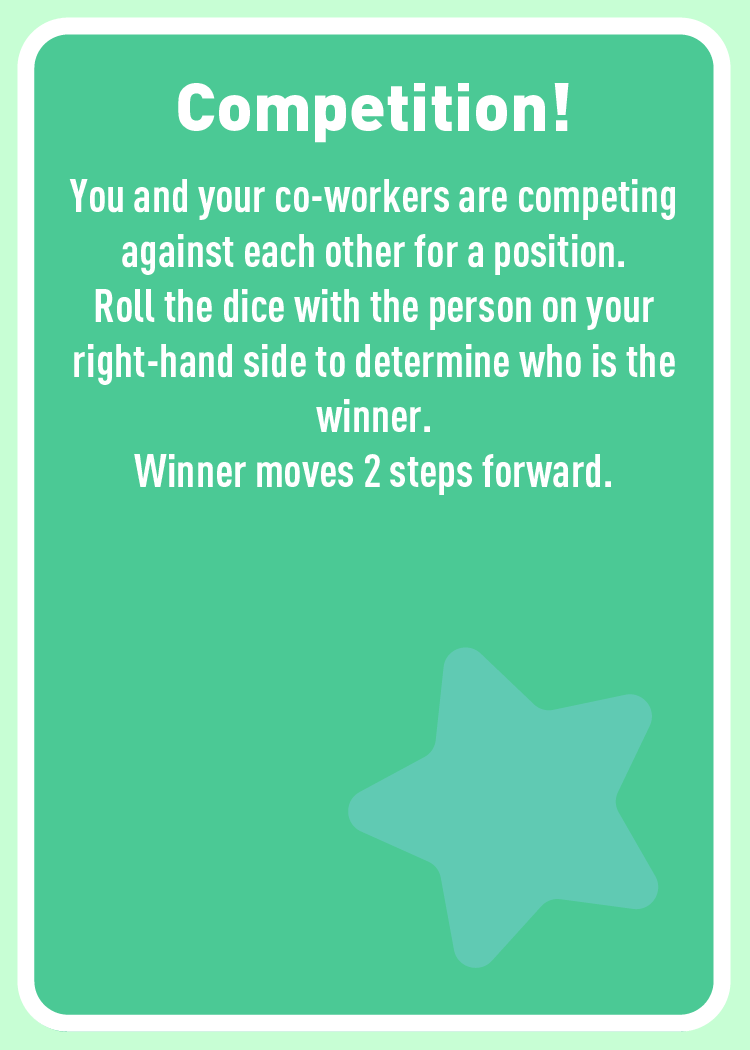 Competition!
You and your co-workers are competing
against each other for a position.
Roll the dice with the person on your
right-hand side to determine who is the
winner.
Winner moves 2 steps forward.